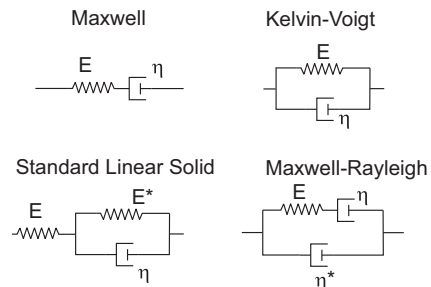 Maxwell
Kelvin-Voigt
E
η
E
η
Standard Linear Solid
Maxwell-Rayleigh
E
E*
η
E
η
η*